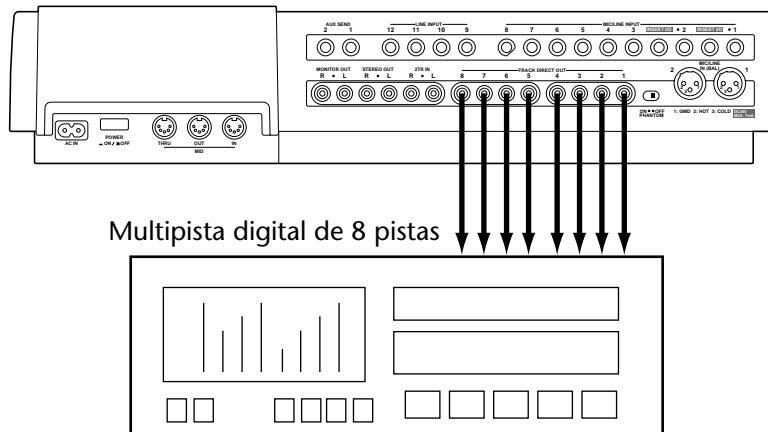 AUX SEND
2 1
LINE INPUT
12 11 10 9
MIC/LINE INPUT
8 7 6 5 4 3 INSERT I/O • 2 INSERT I/O • 1
MONITOR OUT
R • L
STEREO OUT
R • L
2TR IN
R • L
TRACK DIRECT OUT
8 7 6 5 4 3 2 1
MIC/LINE
IN (BAL)
2 1
ON OFF
PHANTOM
1: GMD 2: HOT 3: COLD
AC IN
POWER
ON / OFF
THRU OUT IN
MID
Multipista digital de 8 pistas